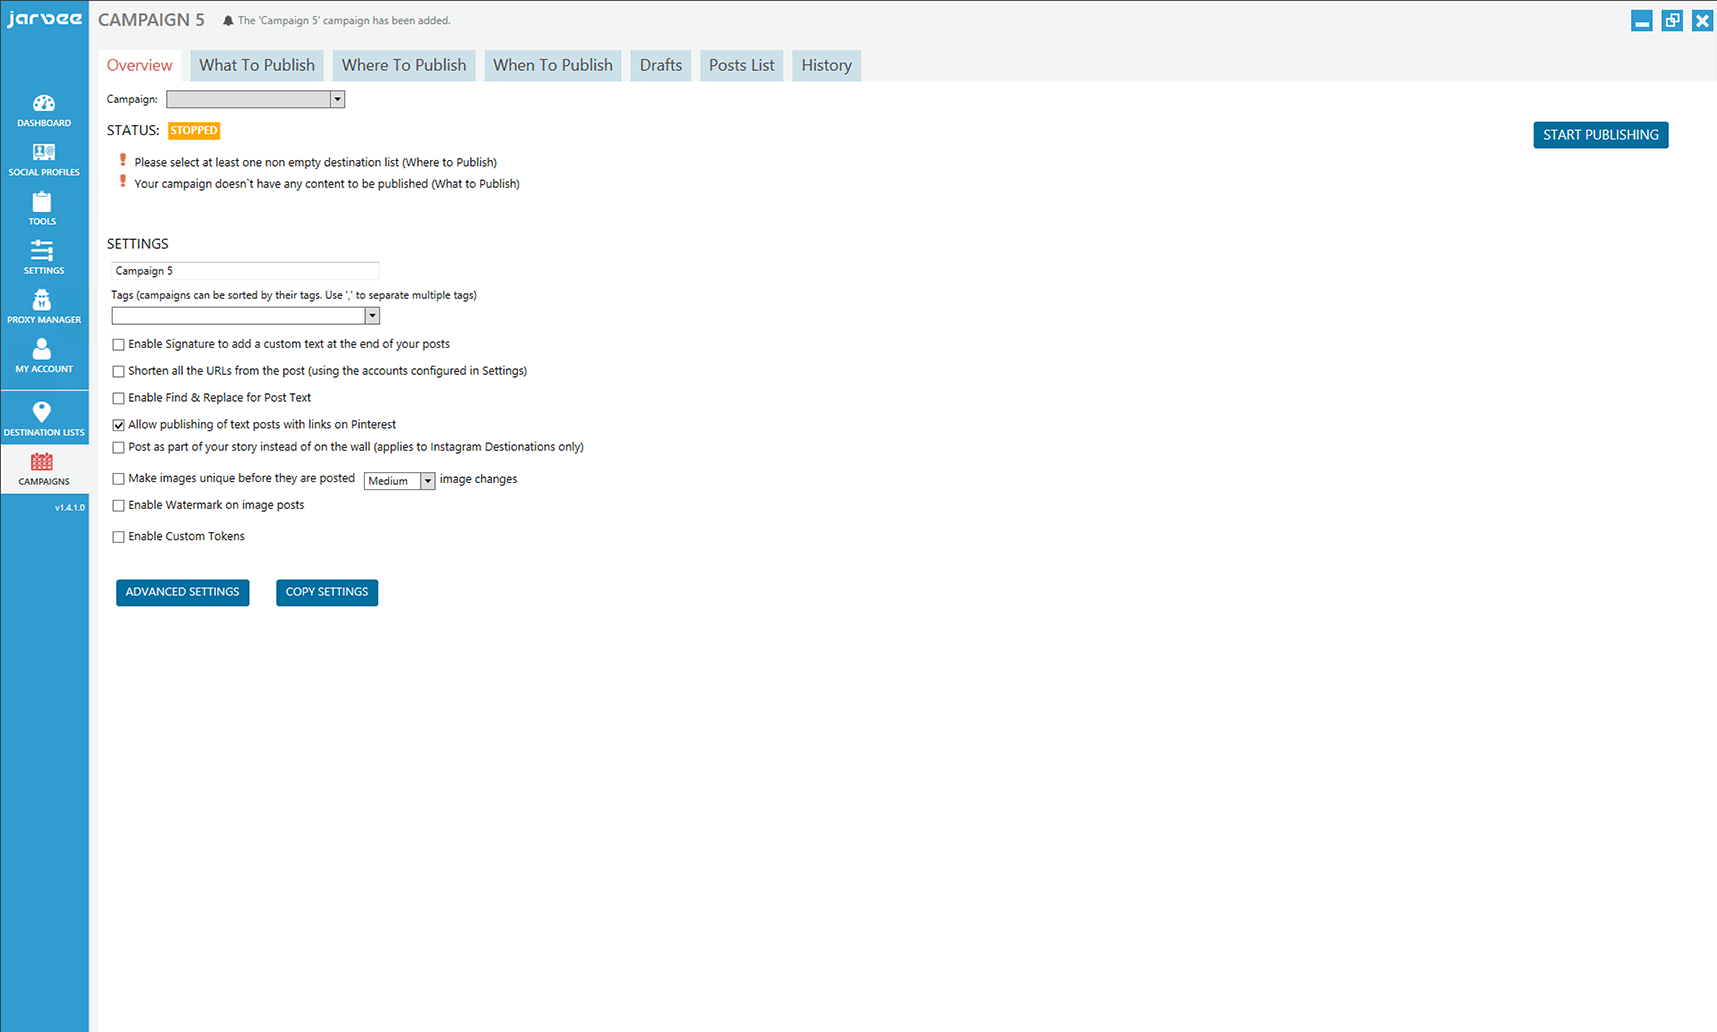 jarvee
CAMPAIGN 5
The 'Campaign 5' campaign has been added.
Overview
What To Publish
Where To Publish
When To Publish
Drafts
Posts List
History
DASHBOARD
SOCIAL PROFILES
TOOLS
SETTINGS
PROXY MANAGER
MY ACCOUNT
DESTINATION LISTS
CAMPAIGNS
v1.4.1.0
Campaign:
STATUS: STOPPED
START PUBLISHING
Please select at least one non empty destination list (Where to Publish)
Your campaign doesn`t have any content to be published (What to Publish)
SETTINGS
Campaign 5
Tags (campaigns can be sorted by their tags. Use ',' to separate multiple tags)
Enable Signature to add a custom text at the end of your posts
Shorten all the URLs from the post (using the accounts configured in Settings)
Enable Find & Replace for Post Text
Allow publishing of text posts with links on Pinterest
Post as part of your story instead of on the wall (applies to Instagram Destionations only)
Make images unique before they are posted Medium image changes
Enable Watermark on image posts
Enable Custom Tokens
ADVANCED SETTINGS
COPY SETTINGS